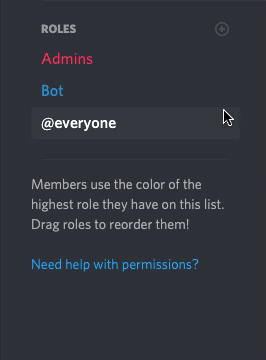 ROLES
Admins
Bot
@everyone
Members use the color of the
highest role they have on this list.
Drag roles to reorder them!
Need help with permissions?